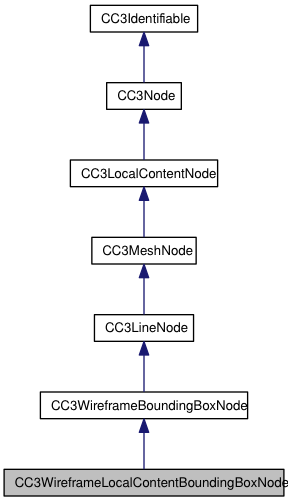 CC3Identifiable
CC3Node
CC3LocalContentNode
CC3MeshNode
CC3LineNode
CC3WireframeBoundingBoxNode
CC3WireframeLocalContentBoundingBoxNode